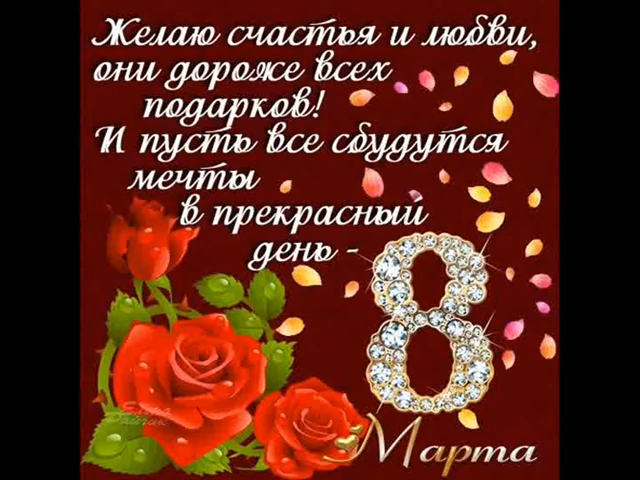 Желаю счастья и любви,
они дороже всех
подарков!
И пусть все сбудутся
мечты
в прекрасный
день -
8
Марта